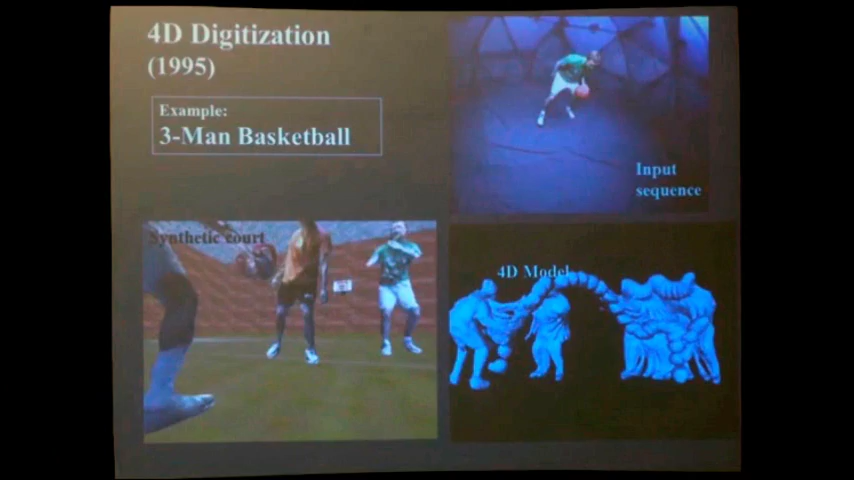 4D Digitization
(1995)
Example:
3-Man Basketball
Input
sequence
Synthetic court
4D Model